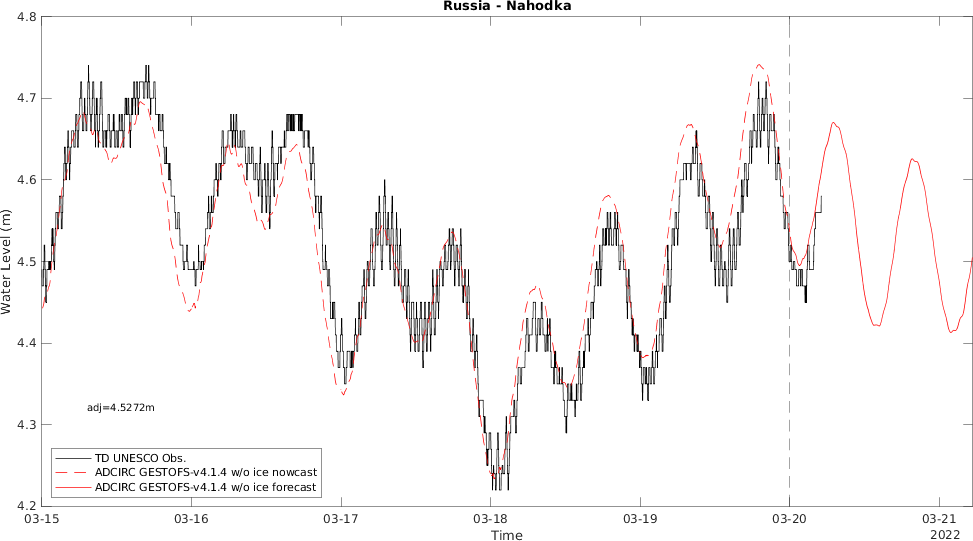 Russia - Nahodka
4.8
4.7
4.6
4.5
4.4
4.3
4.2
Water Level (m)
adj=4.5272m
TD UNESCO Obs.
ADCIRC GESTOFS-v4.1.4 w/o ice nowcast
ADCIRC GESTOFS-v4.1.4 w/o ice forecast
03-15 03-16 03-17 03-18 03-19 03-20 03-21
Time
2022